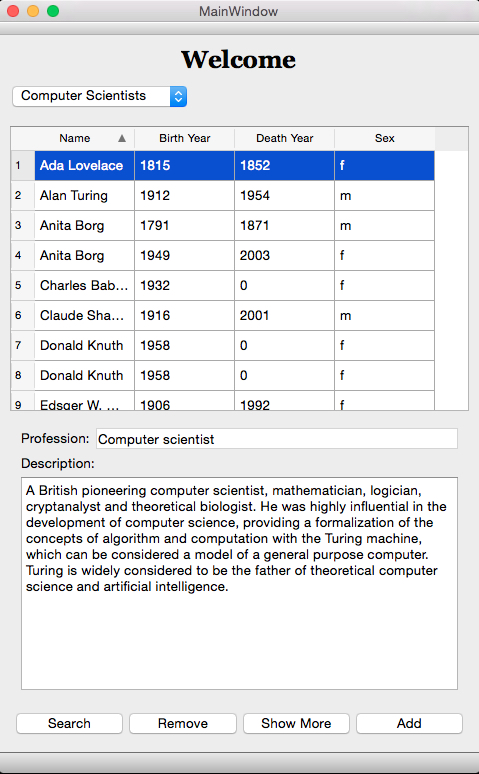 MainWindow
Welcome
Computer Scientists
Name Birth Year Death Year Sex
1 Ada Lovelace 1815 1852 f
2 Alan Turing 1912 1954 m
3 Anita Borg 1791 1871 m
4 Anita Borg 1949 2003 f
5 Charles Bab... 1932 0 f
6 Claude Sha... 1916 2001 m
7 Donald Knuth 1958 0 f
8 Donald Knuth 1958 0 f
9 Edsger W. ... 1906 1992 f
Profession: Computer scientist
Description:
A British pioneering computer scientist, mathematician, logician,
cryptanalyst and theoretical biologist. He was highly influential in the
development of computer science, providing a formalization of the
concepts of algorithm and computation with the Turing machine,
which can be considered a model of a general purpose computer.
Turing is widely considered to be the father of theoretical computer
science and artificial intelligence.
Search Remove Show More Add